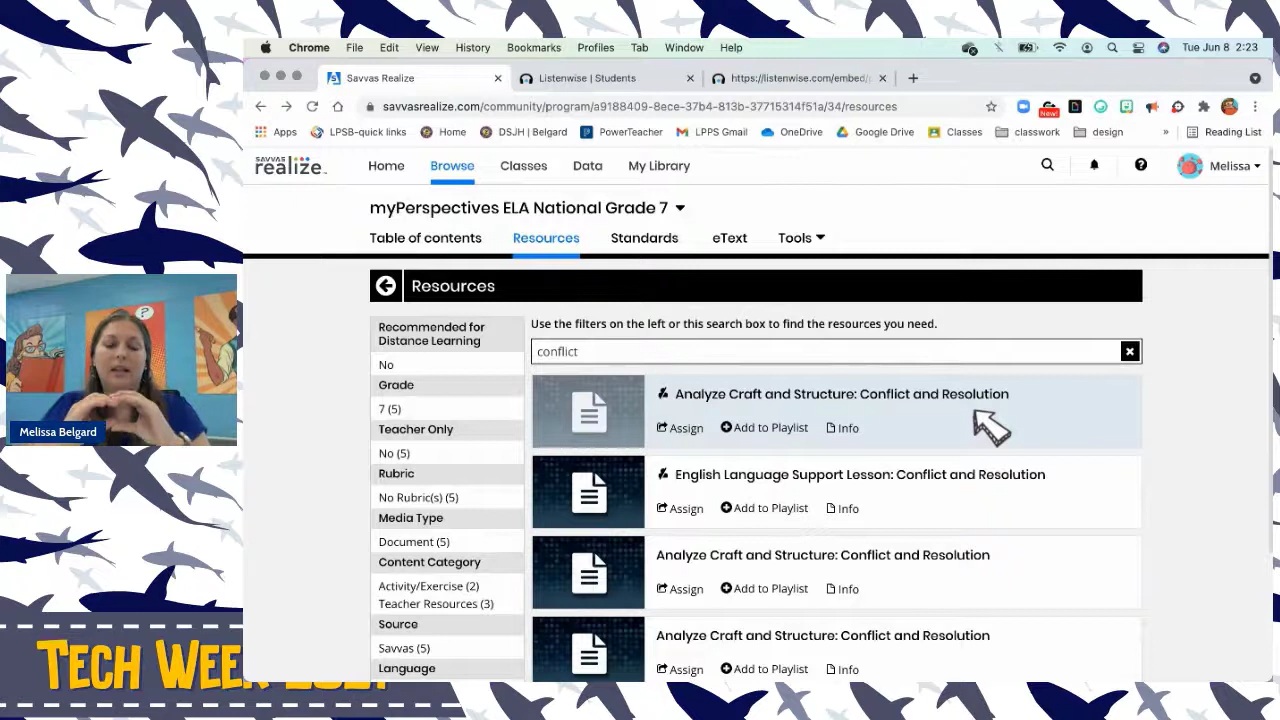 Chrome File Edit View History Bookmarks Profiles Tab Window Help Tue Jun 8 2:23
Savvas Realize Listenwise | Students https://listenwise.com/embed/
savvasrealize.com/community/program/a9188409-8ece-37b4-813b-377153f4f51a/34/resources
New!
Apps LPSB-quick links Home DSJH | Belgard PowerTeacher LPPS Gmail OneDrive Google Drive Classes classwork design » Reading List
SAVVAS
realize Home Browse Classes Data My Library Melissa
myPerspectives ELA National Grade 7
Table of contents Resources Standards eText Tools
Resources
Recommended for
Distance Learning
No
Grade
7 (5)
Teacher Only
No (5)
Rubric
No Rubric(s) (5)
Media Type
Document (5)
Content Category
Activity/Exercise (2)
Teacher Resources (3)
Source
Savvas (5)
Language
Use the filters on the left or this search box to find the resources you need.
conflict
Analyze Craft and Structure: Conflict and Resolution
Assign Add to Playlist Info
English Language Support Lesson: Conflict and Resolution
Assign Add to Playlist Info
Analyze Craft and Structure: Conflict and Resolution
Assign Add to Playlist Info
Analyze Craft and Structure: Conflict and Resolution
Assign Add to Playlist Info
?
Melissa Belgard
TECH WEE